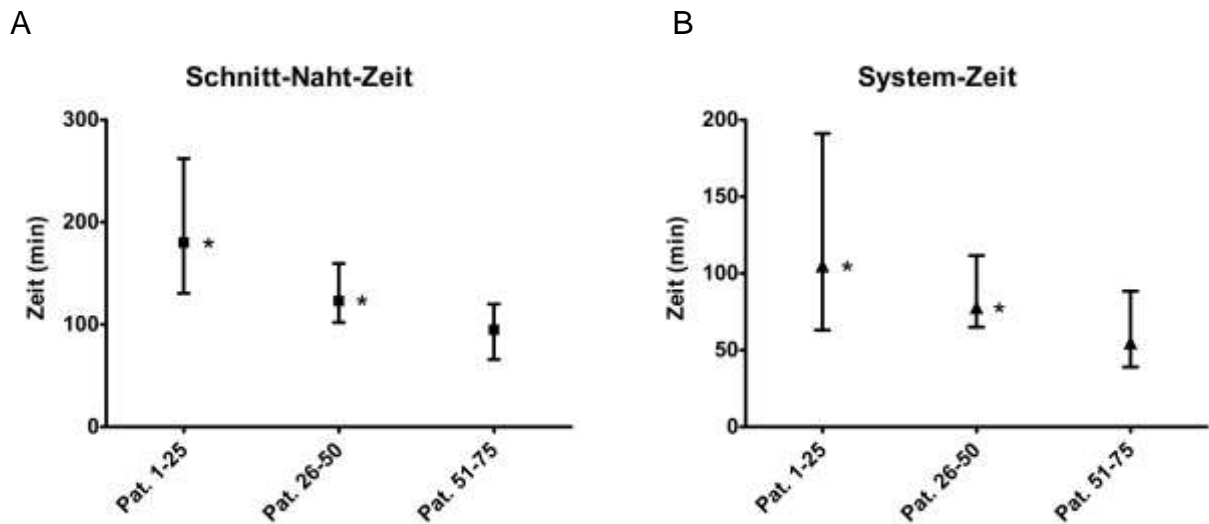 A
Schnitt-Naht-Zeit
Zeit (min)
300
200
100
0
*
*
Pat. 1-25
Pat. 26-50
Pat. 51-75
B
System-Zeit
Zeit (min)
200
150
100
50
0
*
*
Pat. 1-25
Pat. 26-50
Pat. 51-75